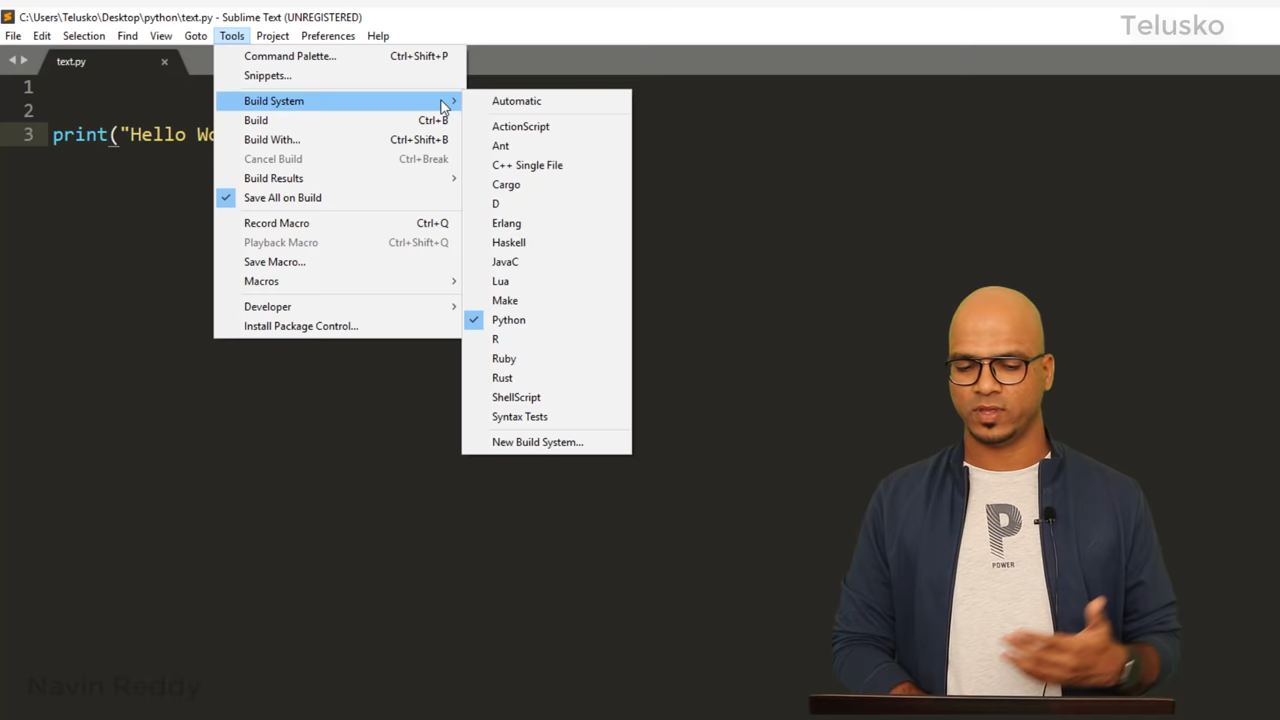 C:\Users\Telusko\Desktop\python\text.py - Sublime Text (UNREGISTERED)
Telusko
File Edit Selection Find View Goto Tools Project Preferences Help
text.py
1
2
3 print("Hello Wo
Command Palette... Ctrl+Shift+P
Snippets...
Build System
Build Ctrl+B
Build With... Ctrl+Shift+B
Cancel Build Ctrl+Break
Build Results
Save All on Build
Record Macro Ctrl+Q
Playback Macro Ctrl+Shift+Q
Save Macro...
Macros
Developer
Install Package Control...
Automatic
ActionScript
Ant
C++ Single File
Cargo
D
Erlang
Haskell
JavaC
Lua
Make
Python
R
Ruby
Rust
ShellScript
Syntax Tests
New Build System...
P
POWER
Navin Reddy